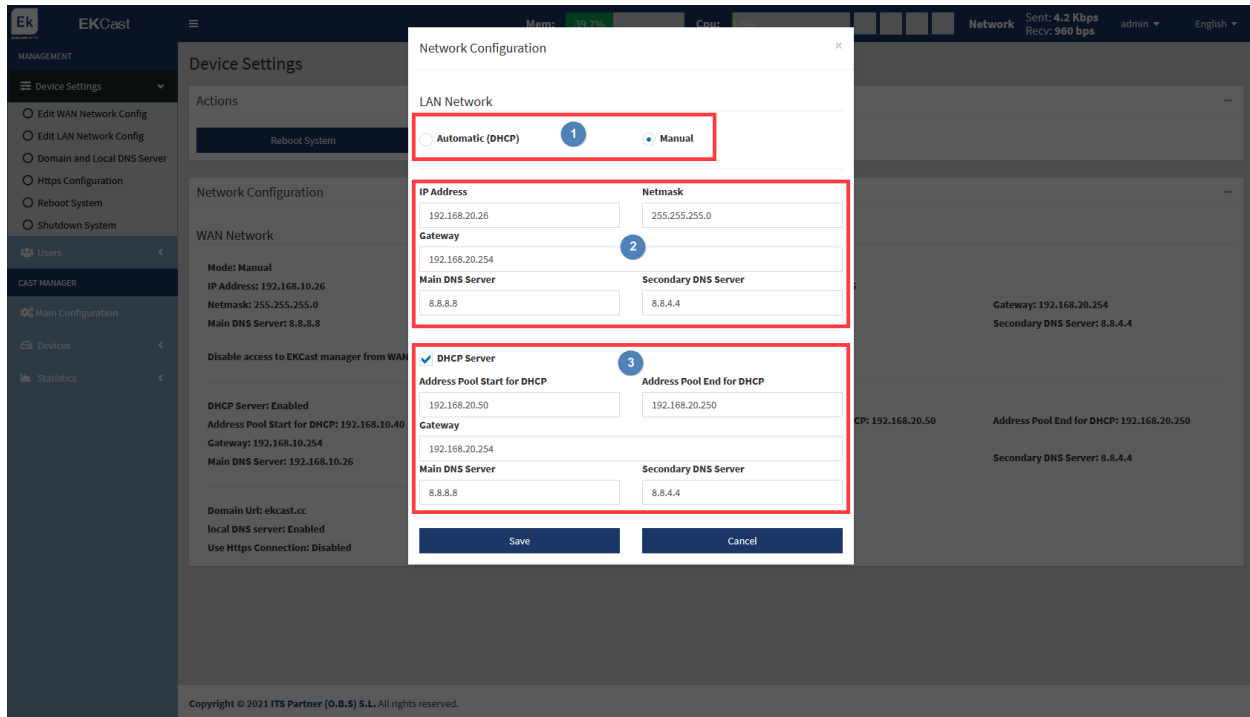 Ek
EKCast
Mem: 39.7%
Cpu:
Network
Sent: 4.2 Kbps
Recv: 960 bps
admin
English
MANAGEMENT
Device Settings
Edit WAN Network Config
Edit LAN Network Config
Domain and Local DNS Server
Https Configuration
Reboot System
Shutdown System
Users
CAST MANAGER
Main Configuration
Devices
Statistics
Device Settings
Actions
Reboot System
Network Configuration
WAN Network
Mode: Manual
IP Address: 192.168.10.26
Netmask: 255.255.255.0
Main DNS Server: 8.8.8.8
Disable access to EKCast manager from WAN
DHCP Server: Enabled
Address Pool Start for DHCP: 192.168.10.40
Gateway: 192.168.10.254
Main DNS Server: 192.168.10.26
Domain Url: ekcast.cc
local DNS server: Enabled
Use Https Connection: Disabled
Network Configuration
×
LAN Network
Automatic (DHCP)
1
Manual
IP Address
Netmask
192.168.20.26
255.255.255.0
Gateway
2
192.168.20.254
Main DNS Server
Secondary DNS Server
8.8.8.8
8.8.4.4
DHCP Server
3
Address Pool Start for DHCP
Address Pool End for DHCP
192.168.20.50
192.168.20.250
Gateway
192.168.20.254
Main DNS Server
Secondary DNS Server
8.8.8.8
8.8.4.4
Save
Cancel
Gateway: 192.168.20.254
Secondary DNS Server: 8.8.4.4
CP: 192.168.20.50
Address Pool End for DHCP: 192.168.20.250
Secondary DNS Server: 8.8.4.4
Copyright © 2021 ITS Partner (O.B.S) S.L. All rights reserved.